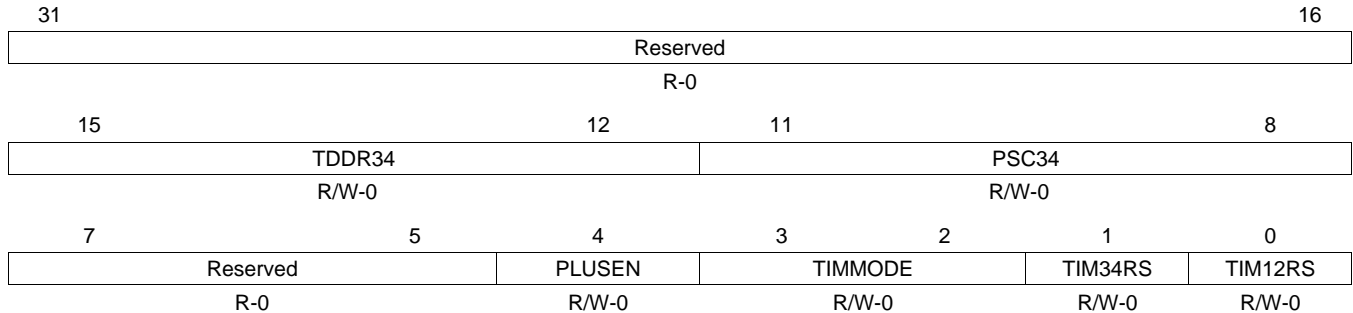 31 16
Reserved
R-0
15 12 11 8
TDDR34 PSC34
R/W-0 R/W-0
7 5 4 3 2 1 0
Reserved PLUSEN TIMMODE TIM34RS TIM12RS
R-0 R/W-0 R/W-0 R/W-0 R/W-0